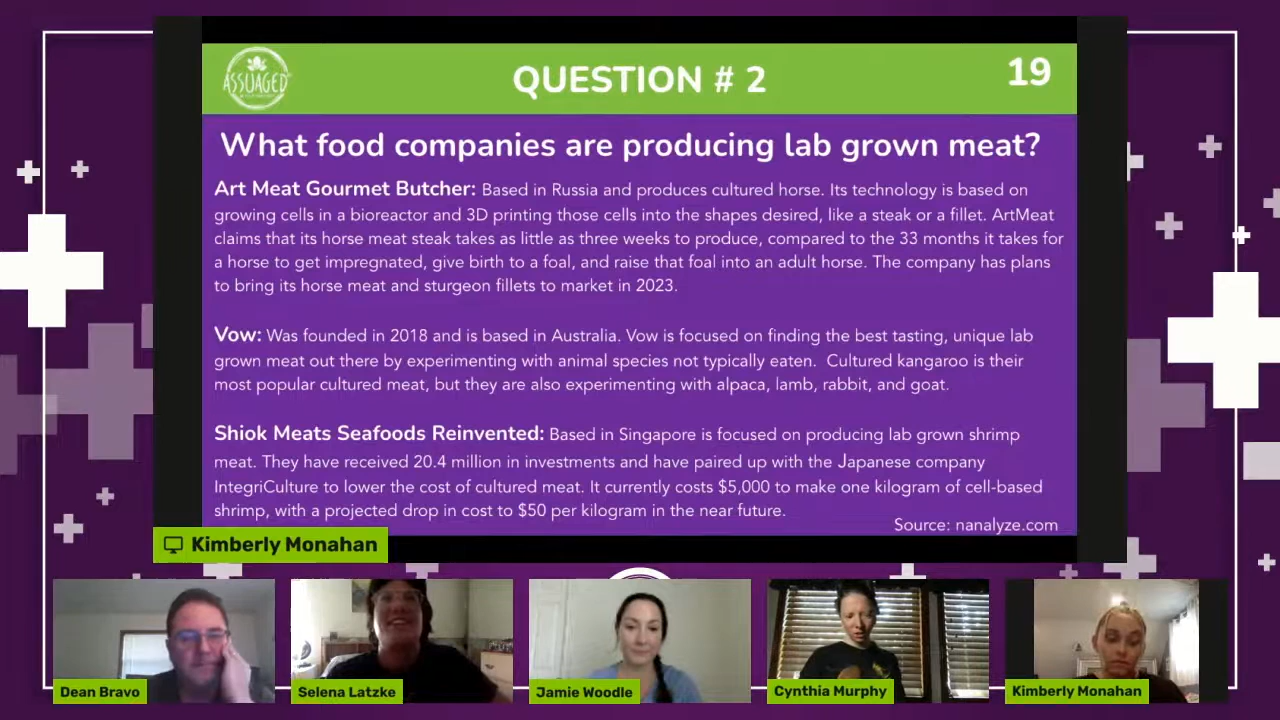 ASSUAGED
QUESTION # 2
19
What food companies are producing lab grown meat?
Art Meat Gourmet Butcher: Based in Russia and produces cultured horse. Its technology is based on
growing cells in a bioreactor and 3D printing those cells into the shapes desired, like a steak or a fillet. ArtMeat
claims that its horse meat steak takes as little as three weeks to produce, compared to the 33 months it takes for
a horse to get impregnated, give birth to a foal, and raise that foal into an adult horse. The company has plans
to bring its horse meat and sturgeon fillets to market in 2023.
Vow: Was founded in 2018 and is based in Australia. Vow is focused on finding the best tasting, unique lab
grown meat out there by experimenting with animal species not typically eaten. Cultured kangaroo is their
most popular cultured meat, but they are also experimenting with alpaca, lamb, rabbit, and goat.
Shiok Meats Seafoods Reinvented: Based in Singapore is focused on producing lab grown shrimp
meat. They have received 20.4 million in investments and have paired up with the Japanese company
IntegriCulture to lower the cost of cultured meat. It currently costs $5,000 to make one kilogram of cell-based
shrimp, with a projected drop in cost to $50 per kilogram in the near future.
Source: nanalyze.com
Kimberly Monahan
Dean Bravo
Selena Latzke
Jamie Woodle
Cynthia Murphy
Kimberly Monahan